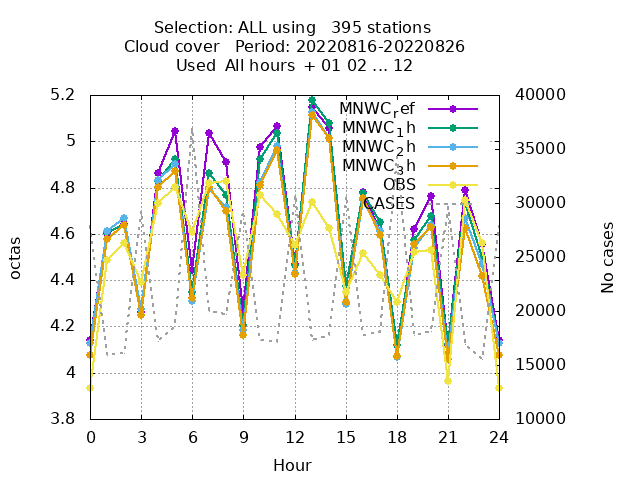 Selection: ALL using   395 stations
Cloud cover   Period: 20220816-20220826
Used  All hours  + 01 02 ... 12
5.2
5
4.8
4.6
4.4
4.2
4
3.8
40000
35000
30000
25000
20000
15000
10000
octas
No cases
MNWC_ref
MNWC_1h
MNWC_2h
MNWC_3h
OBS
CASES
0 3 6 9 12 15 18 21 24
Hour